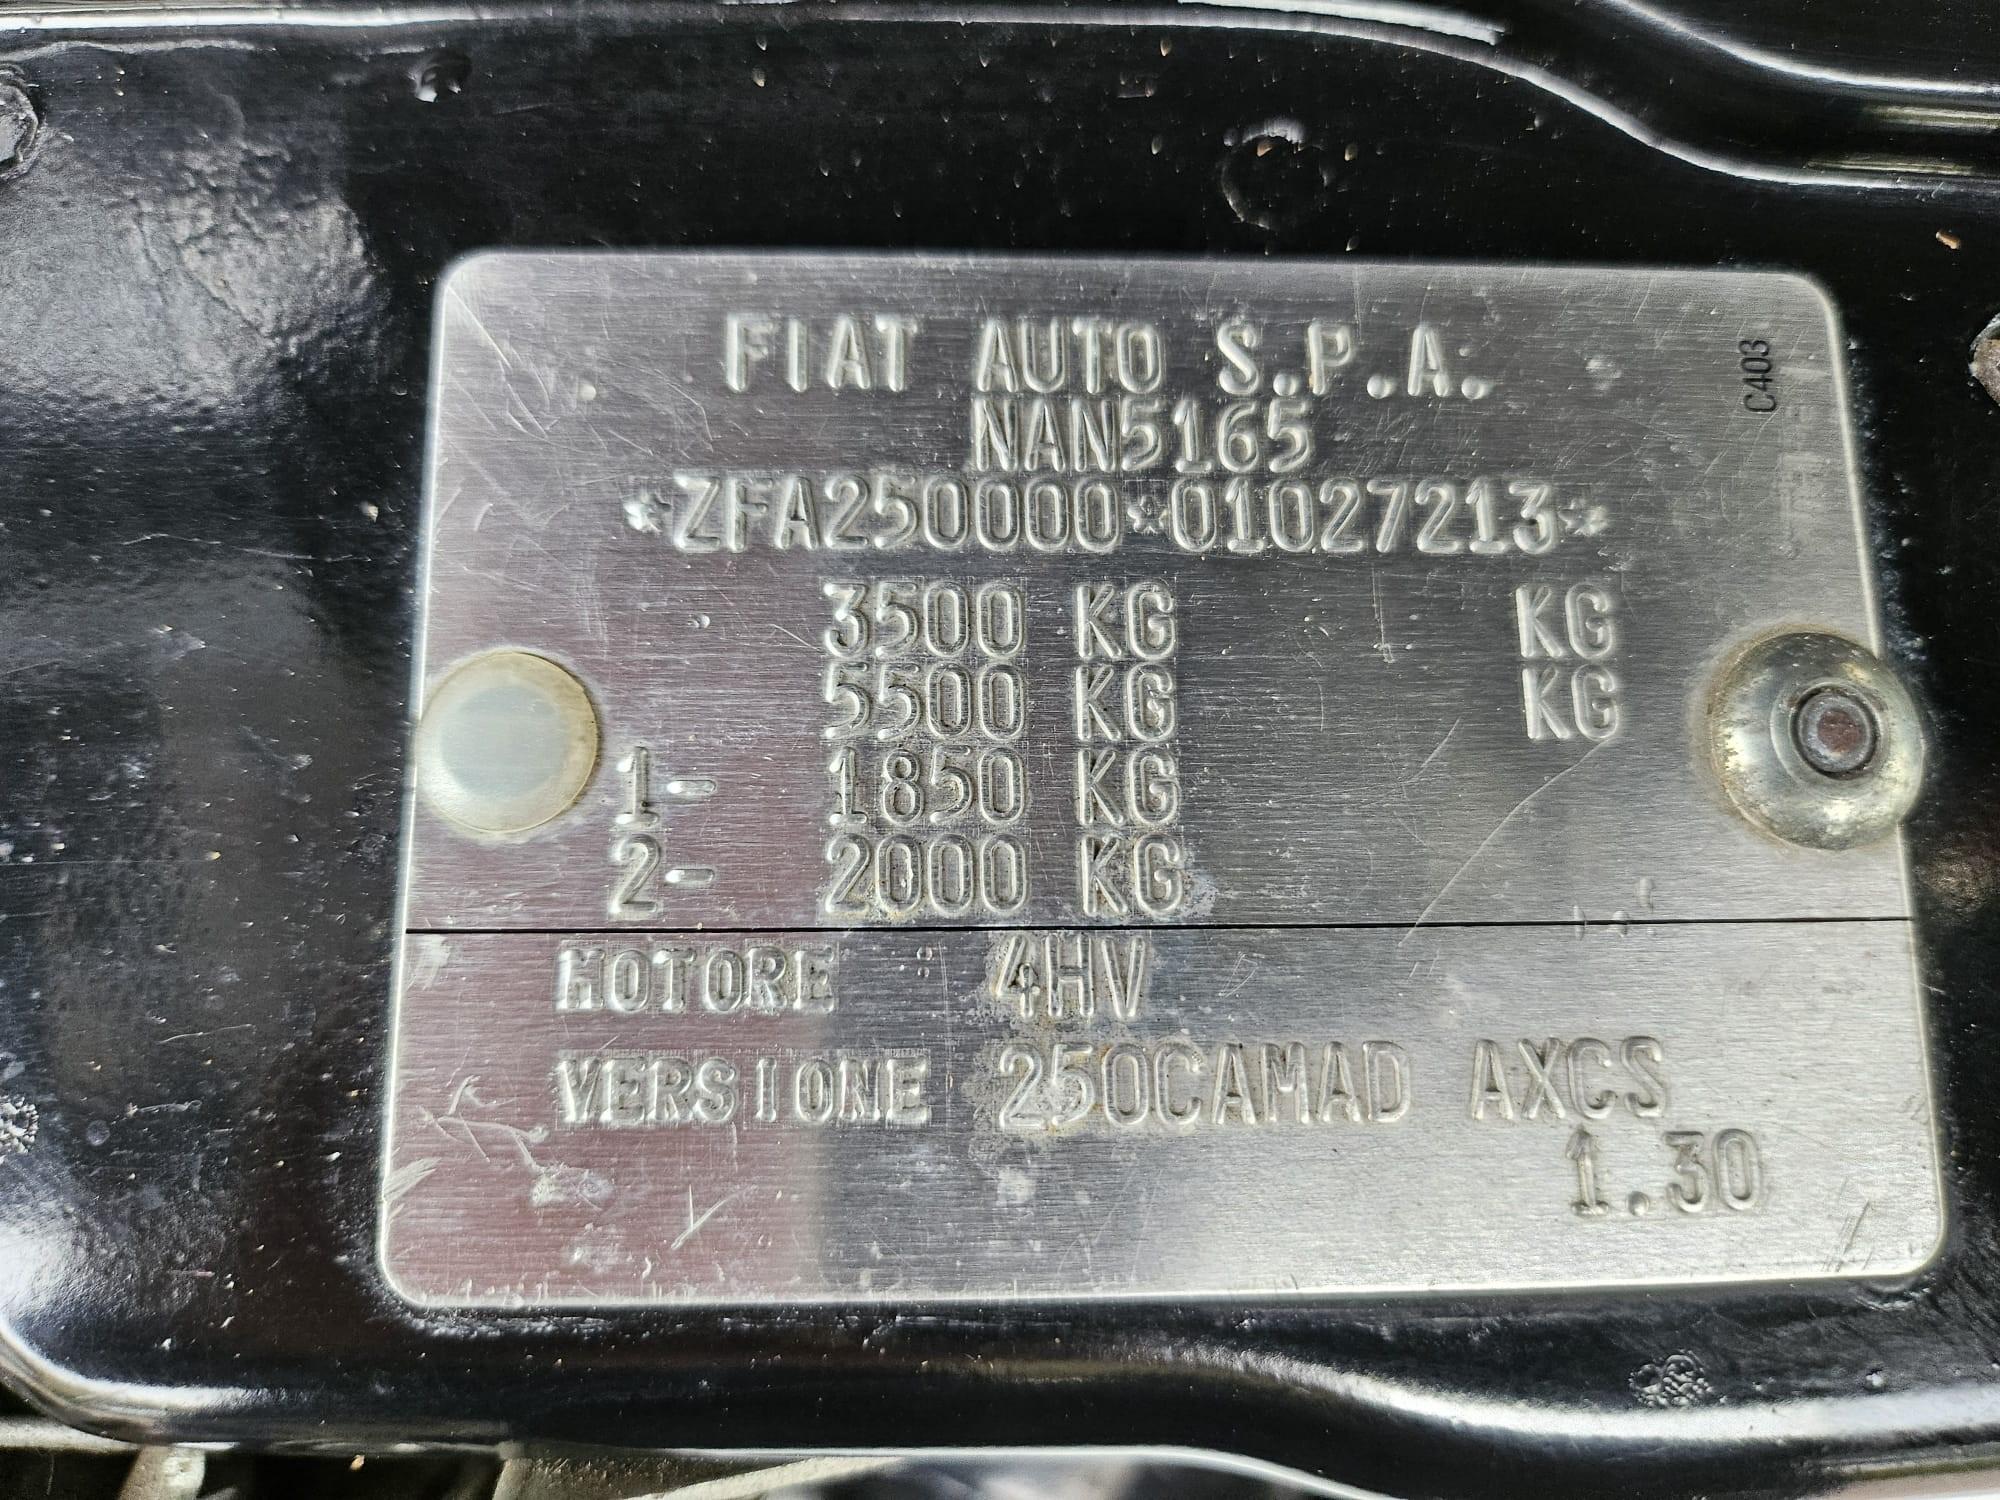 FIAT AUTO S.P.A.
C403
NAN5165
*ZFA250000*01027213*
3500 KG KG
5500 KG KG
1- 1850 KG
2- 2000 KG
MOTORE : 4HV
VERSIONE 250CAMAD AXCS
1.30